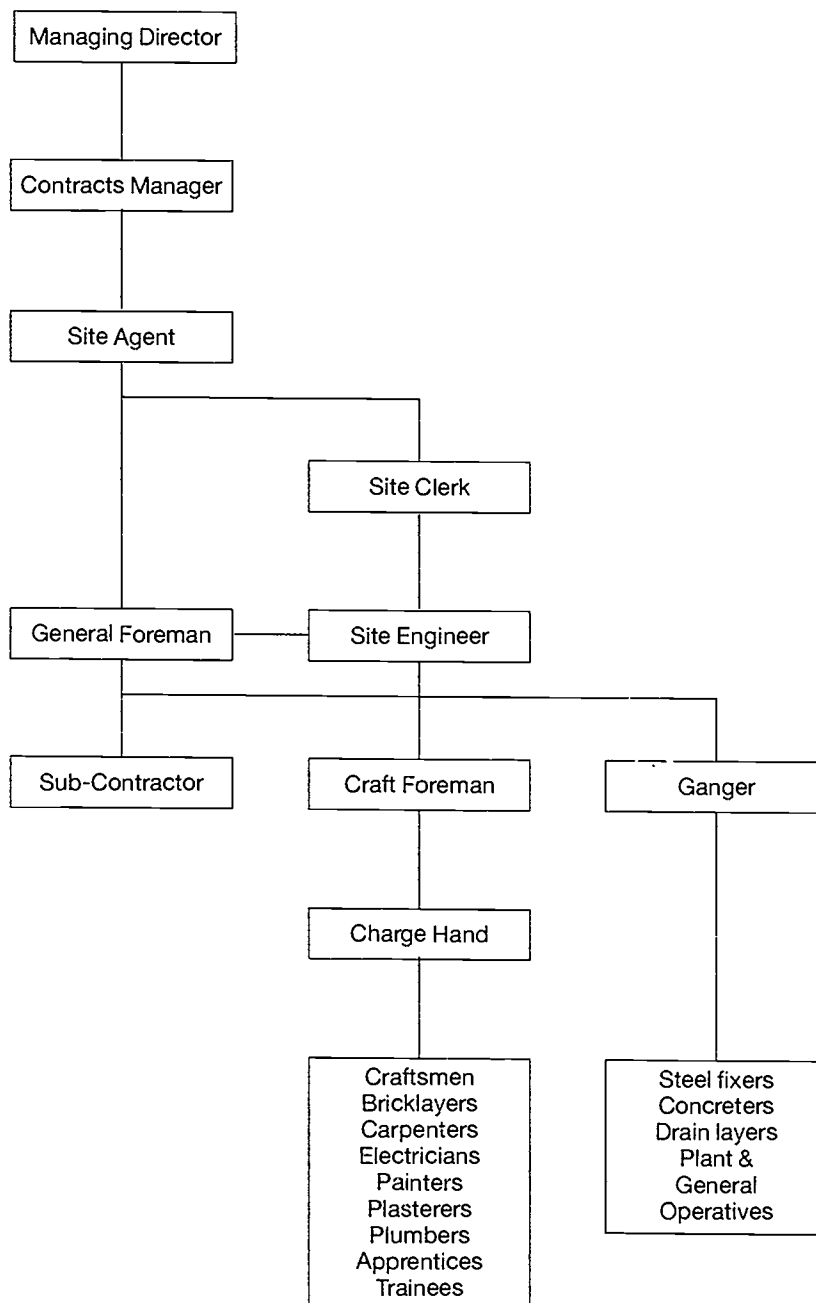 Managing Director
Contracts Manager
Site Agent
Site Clerk
General Foreman
Site Engineer
Sub-Contractor
Craft Foreman
Ganger
Charge Hand
Craftsmen
Bricklayers
Carpenters
Electricians
Painters
Plasterers
Plumbers
Apprentices
Trainees
Steel fixers
Concreters
Drain layers
Plant &
General
Operatives